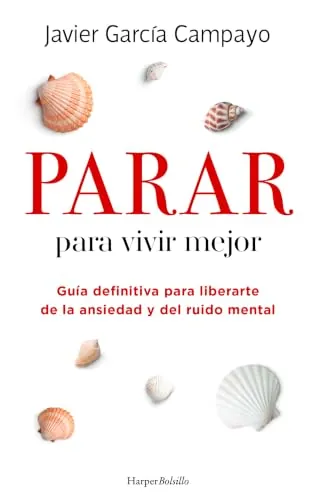 Javier García Campayo
PARAR
para vivir mejor
Guía definitiva para liberarte
de la ansiedad y del ruido mental
HarperBolsillo